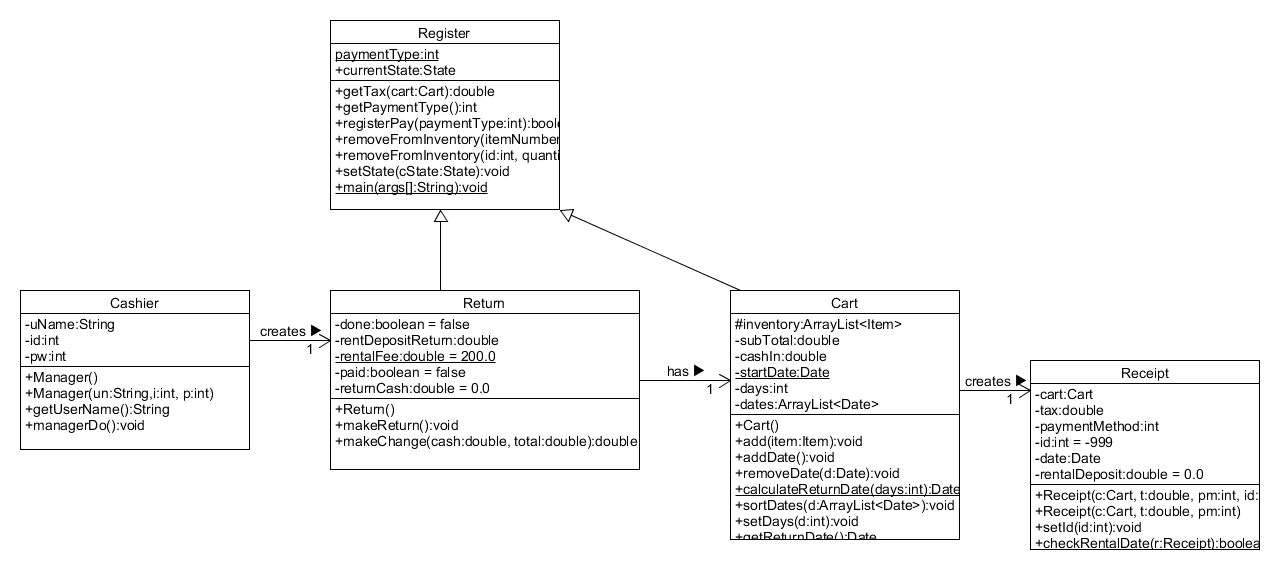 Register
paymentType:int
+currentState:State
+getTax(cart:Cart):double
+getPaymentType():int
+registerPay(paymentType:int):boole
+removeFromInventory(itemNumber
+removeFromInventory(id:int, quanti
+setState(cState:State):void
+main(args[]:String):void
Cashier
-uName:String
-id:int
-pw:int
+Manager()
+Manager(un:String,i:int, p:int)
+getUserName():String
+managerDo():void
creates ▶
1
Return
-done:boolean = false
-rentDepositReturn:double
-rentalFee:double = 200.0
-paid:boolean = false
-returnCash:double = 0.0
+Return()
+makeReturn():void
+makeChange(cash:double, total:double):double
has ▶
1
Cart
#inventory:ArrayList<Item>
-subTotal:double
-cashIn:double
-startDate:Date
-days:int
-dates:ArrayList<Date>
+Cart()
+add(item:Item):void
+addDate():void
+removeDate(d:Date):void
+calculateReturnDate(days:int):Date
+sortDates(d:ArrayList<Date>):void
+setDays(d:int):void
+getReturnDate():Date
creates ▶
1
Receipt
-cart:Cart
-tax:double
-paymentMethod:int
-id:int = -999
-date:Date
-rentalDeposit:double = 0.0
+Receipt(c:Cart, t:double, pm:int, id:
+Receipt(c:Cart, t:double, pm:int)
+setId(id:int):void
+checkRentalDate(r:Receipt):boolea